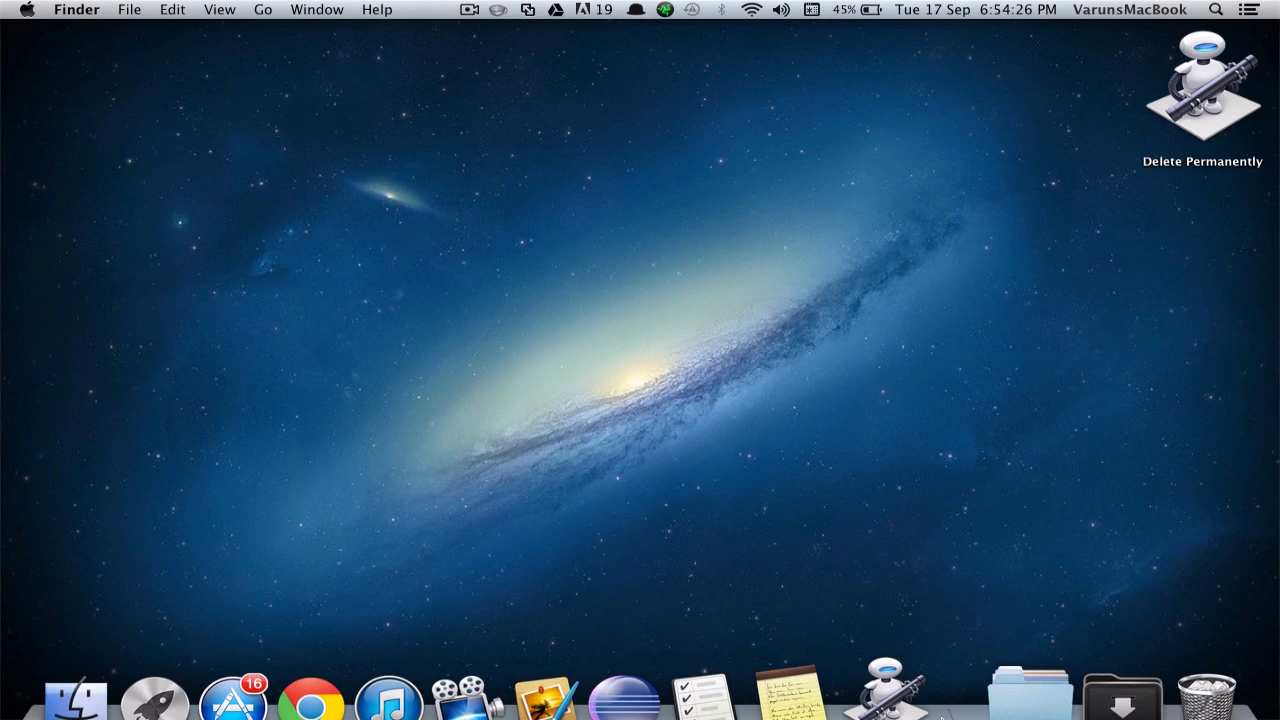 Finder File Edit View Go Window Help 19 45% Tue 17 Sep 6:54:26 PM VarunsMacBook
Delete Permanently
16